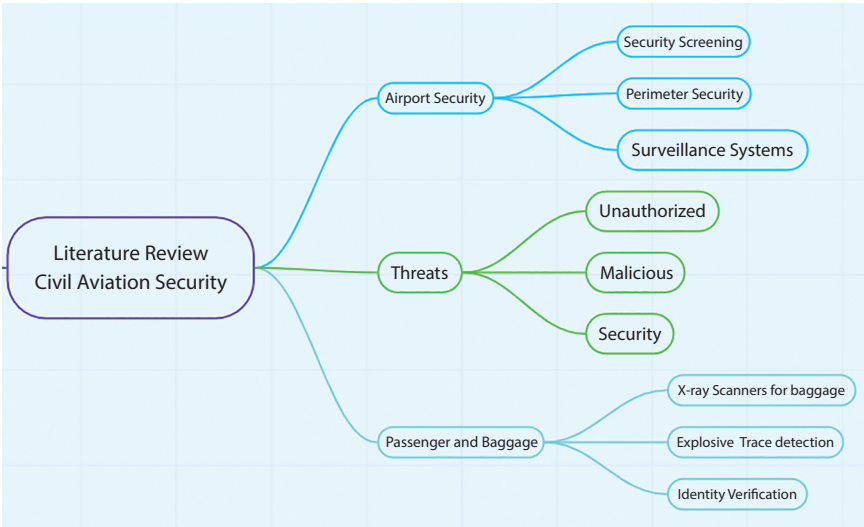 Literature Review
Civil Aviation Security
Airport Security
Security Screening
Perimeter Security
Surveillance Systems
Threats
Unauthorized
Malicious
Security
Passenger and Baggage
X-ray Scanners for baggage
Explosive Trace detection
Identity Verification